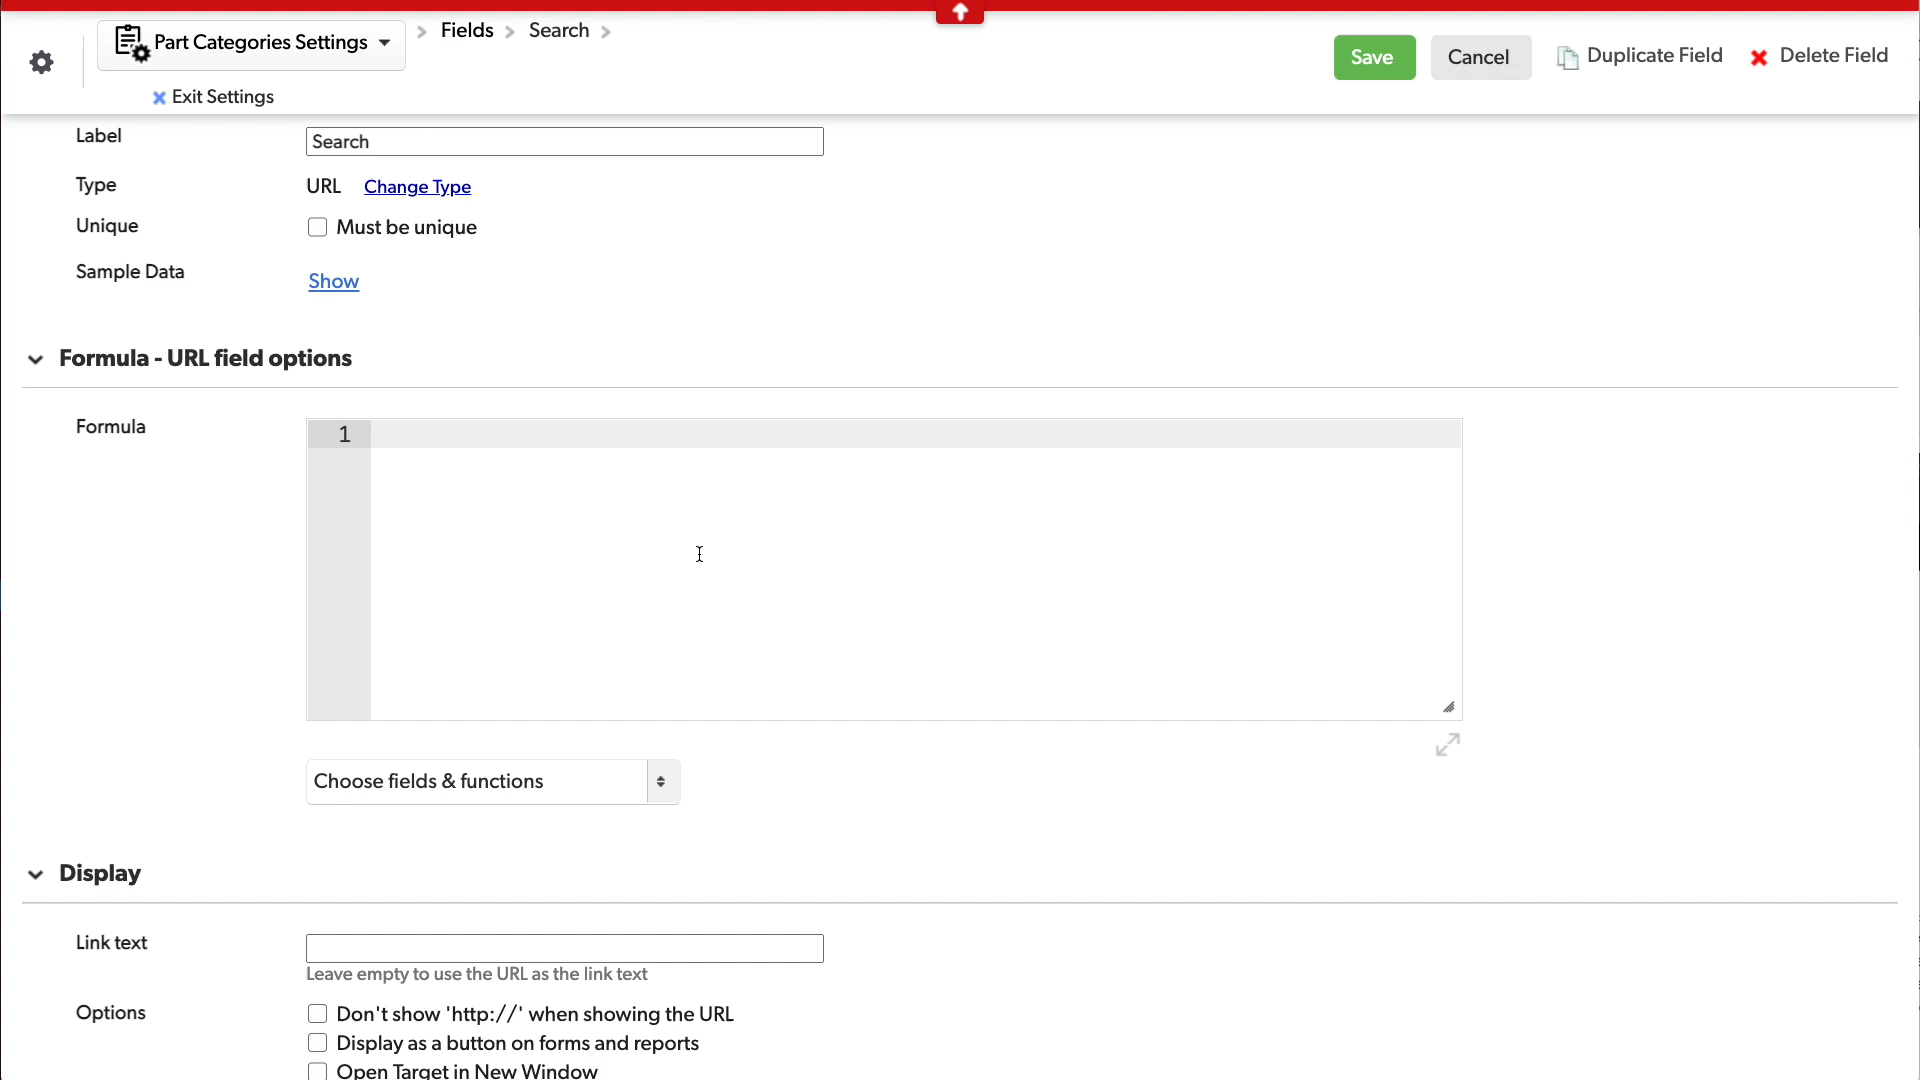 Part Categories Settings
Fields
Search
Save
Cancel
Duplicate Field
Delete Field
Exit Settings
Label
Search
Type
URL
Change Type
Unique
Must be unique
Sample Data
Show
Formula - URL field options
Formula
1
Choose fields & functions
Display
Link text
Leave empty to use the URL as the link text
Options
Don't show 'http://' when showing the URL
Display as a button on forms and reports
Open Target in New Window